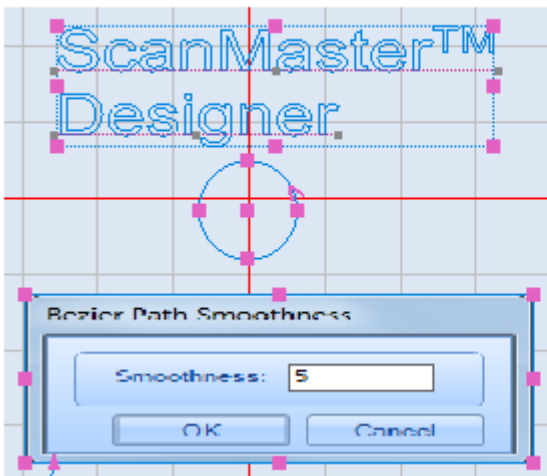 ScanMaster™
Designer
Bezier Path Smoothness
Smoothness: 5
OK Cancel